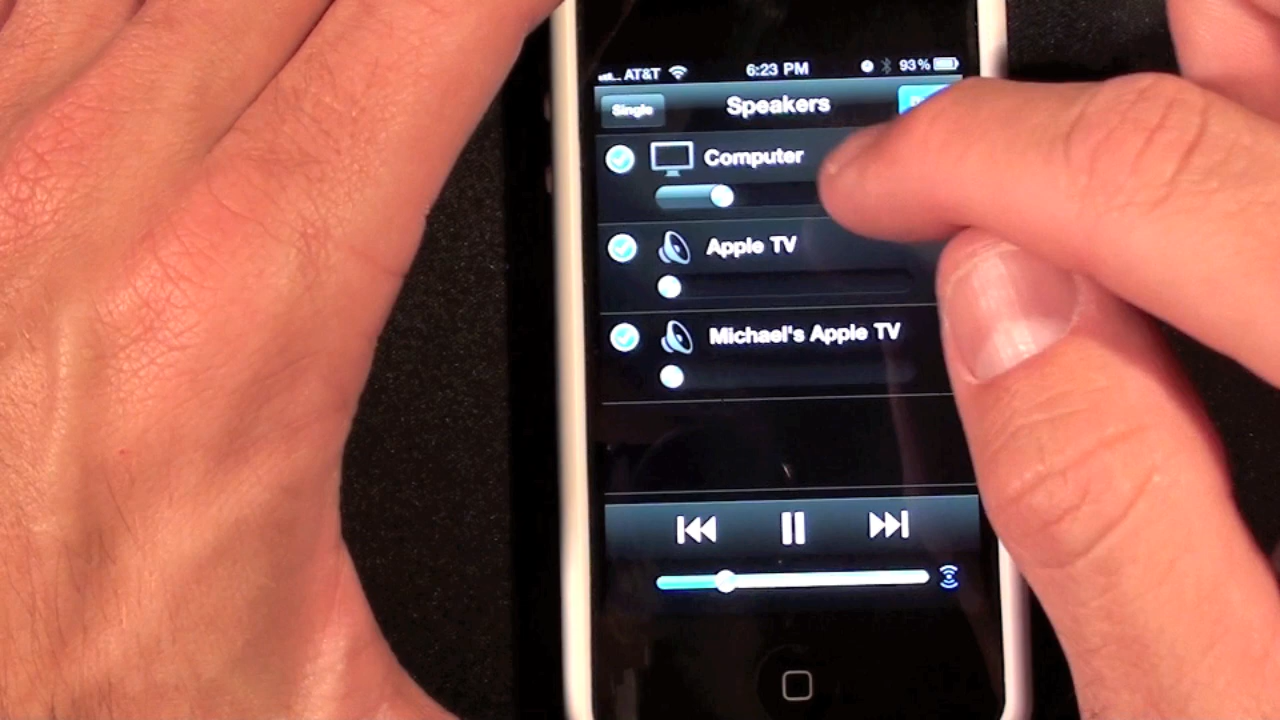 AT&T 6:23 PM 93%
Single Speakers
Computer
Apple TV
Michael's Apple TV